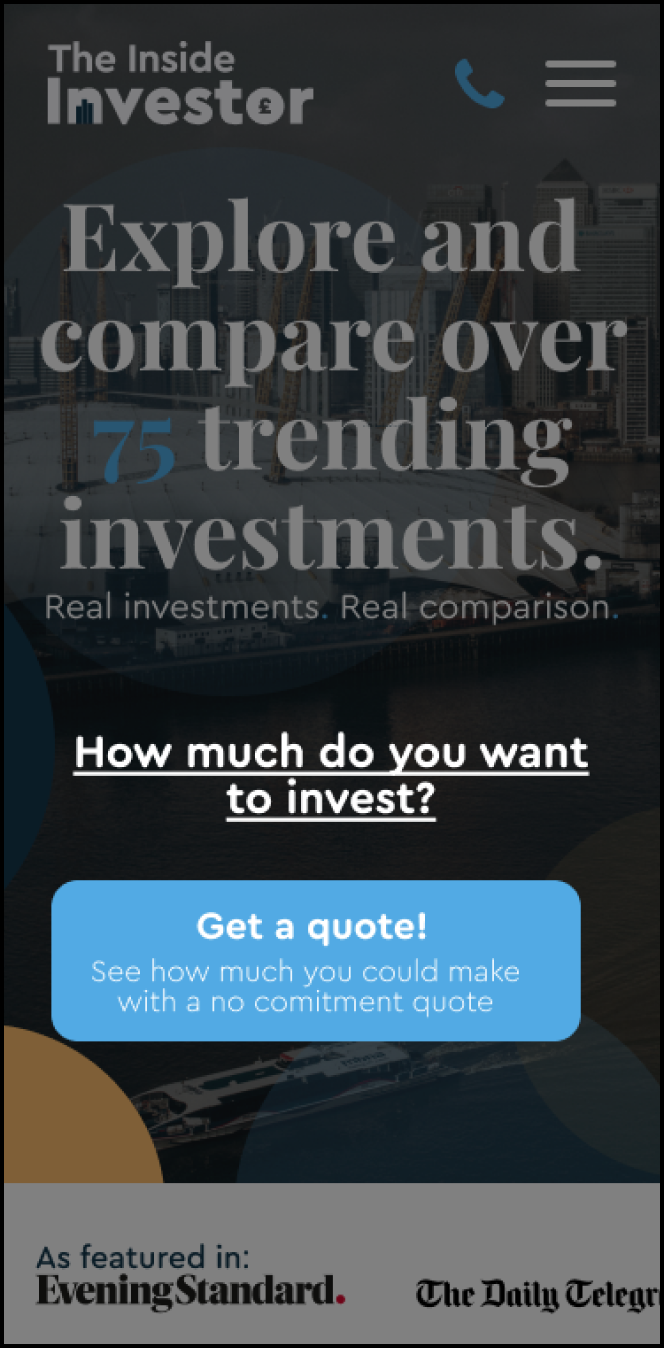 The Inside
Investor
Explore and
compare over
75 trending
investments.
Real investments. Real comparison.
How much do you want
to invest?
Get a quote!
See how much you could make
with a no comitment quote
As featured in:
Evening Standard.
The Daily Telegr